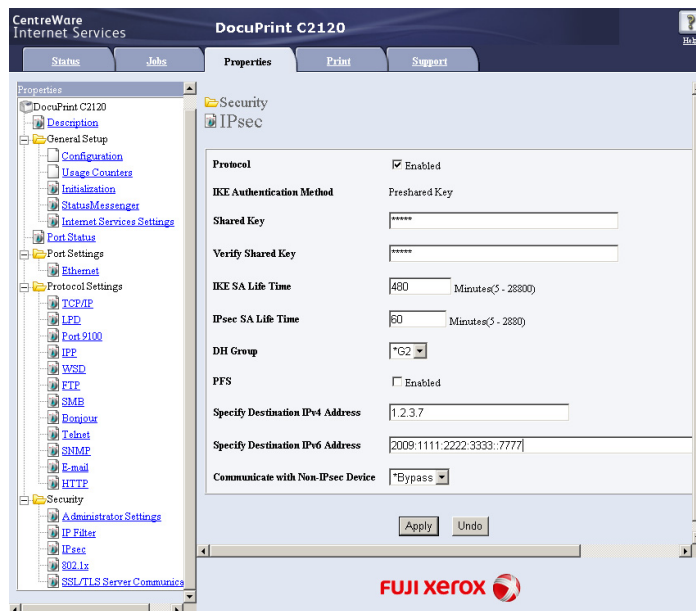 CentreWare
Internet Services
DocuPrint C2120
Help
Status
Jobs
Properties
Print
Support
Properties
DocuPrint C2120
Description
General Setup
Configuration
Usage Counters
Initialization
StatusMessenger
Internet Services Settings
Port Status
Port Settings
Ethernet
Protocol Settings
TCP/IP
LPD
Port 9100
IPP
WSD
FTP
SMB
Bonjour
Telnet
SNMP
E-mail
HTTP
Security
Administrator Settings
IP Filter
IPsec
802.1x
SSL/TLS Server Communica
Security
IPsec
Protocol Enabled
IKE Authentication Method Preshared Key
Shared Key *****
Verify Shared Key *****
IKE SA Life Time 480 Minutes(5 - 28800)
IPsec SA Life Time 60 Minutes(5 - 2880)
DH Group *G2
PFS Enabled
Specify Destination IPv4 Address 1.2.3.7
Specify Destination IPv6 Address 2009:1111:2222:3333::7777
Communicate with Non-IPsec Device *Bypass
Apply Undo
FUJI XEROX